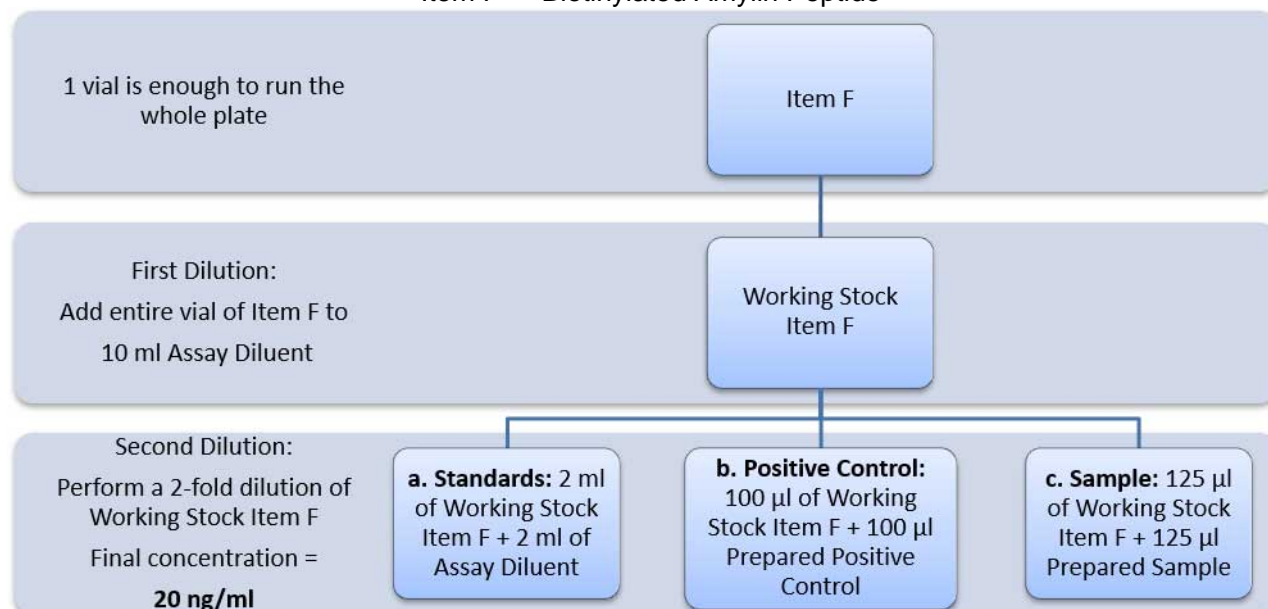 Item F        Biotinylated Amylin Peptide
1 vial is enough to run the
whole plate
Item F
First Dilution:
Add entire vial of Item F to
10 ml Assay Diluent
Working Stock
Item F
Second Dilution:
Perform a 2-fold dilution of
Working Stock Item F
Final concentration =
20 ng/ml
a. Standards: 2 ml
of Working Stock
Item F + 2 ml of
Assay Diluent
b. Positive Control:
100 µl of Working
Stock Item F + 100 µl
Prepared Positive
Control
c. Sample: 125 µl
of Working Stock
Item F + 125 µl
Prepared Sample